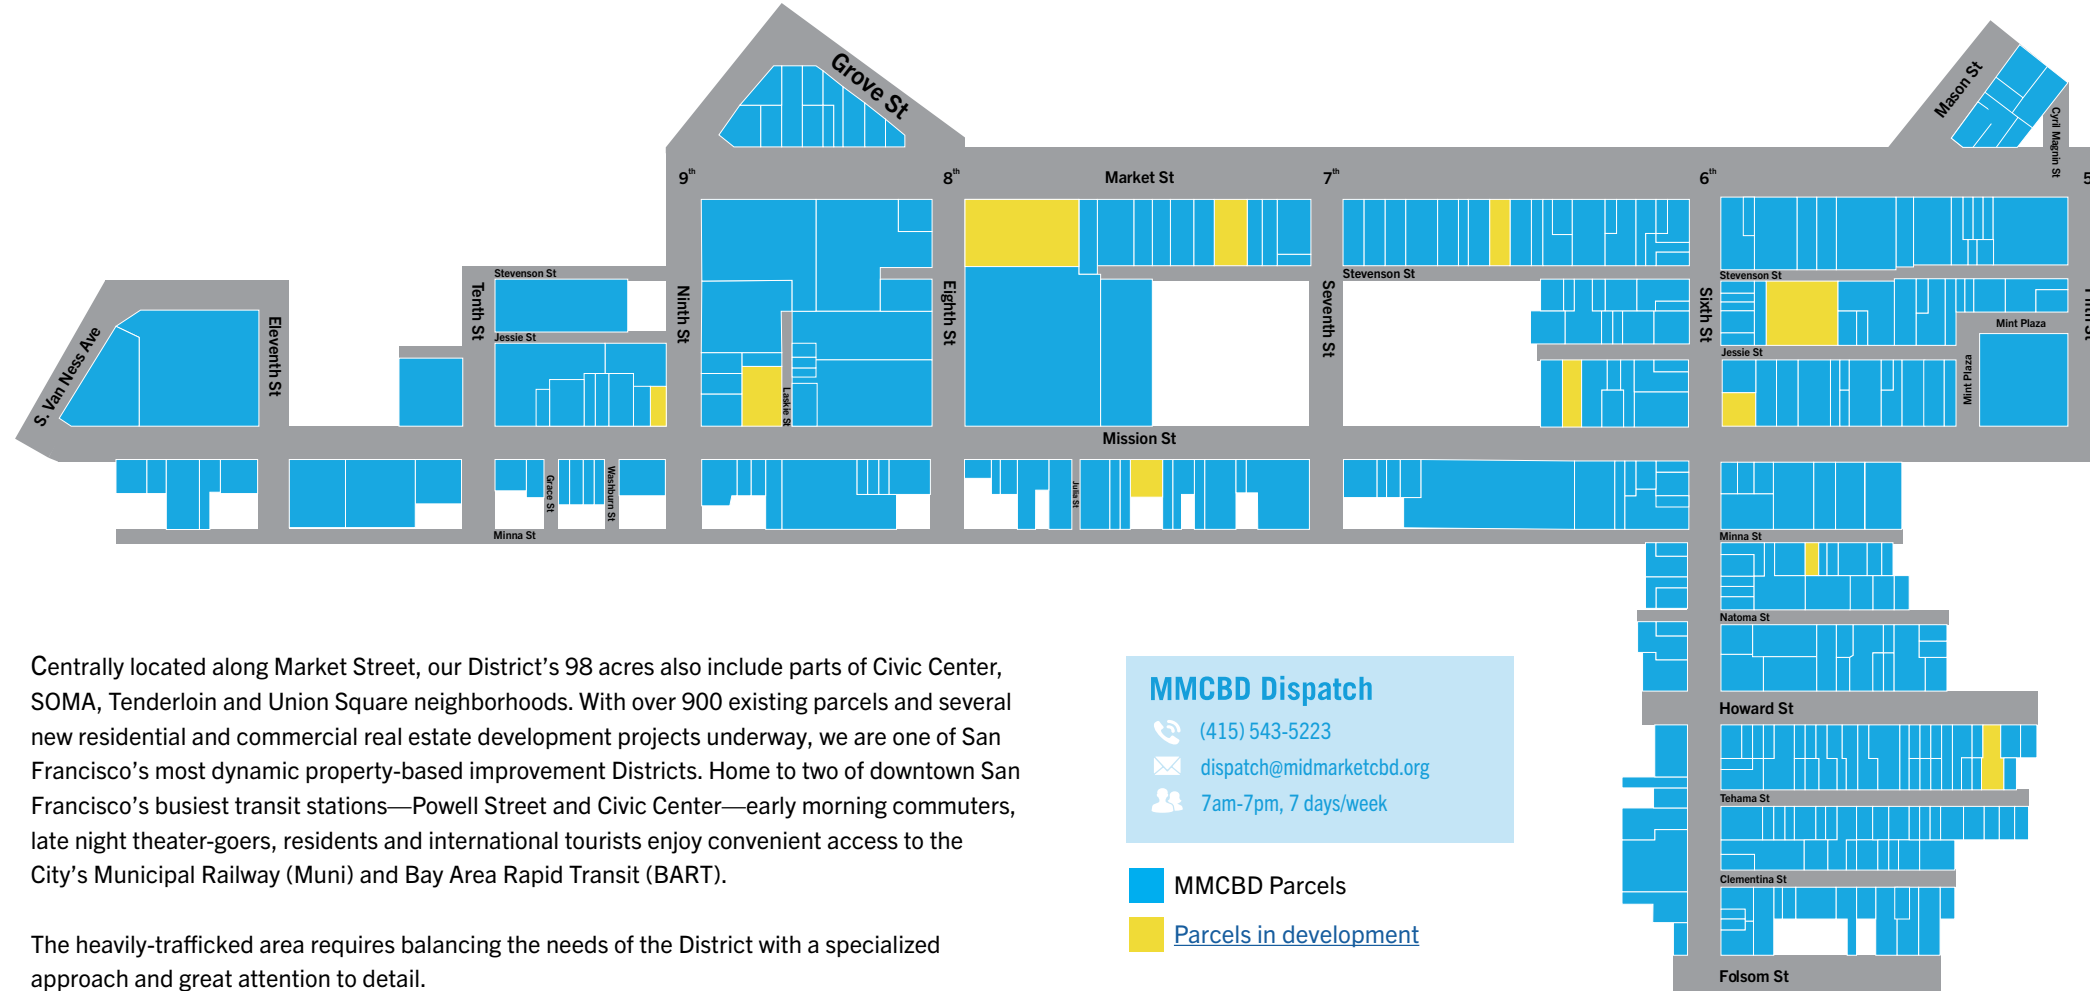 Grove St
Mason St
Cyril Magnin St
9th
8th
Market St
7th
6th
5
Stevenson St
Stevenson St
Stevenson St
S. Van Ness Ave
Eleventh St
Tenth St
Ninth St
Eighth St
Seventh St
Sixth St
Mint Plaza
Jessie St
Jessie St
Mint Plaza
Laskie St
Mission St
Grace St
Washburn St
Julia St
Minna St
Minna St
Natoma St
Howard St
Tehama St
Clementina St
Folsom St
Centrally located along Market Street, our District’s 98 acres also include parts of Civic Center,
SOMA, Tenderloin and Union Square neighborhoods. With over 900 existing parcels and several
new residential and commercial real estate development projects underway, we are one of San
Francisco’s most dynamic property-based improvement Districts. Home to two of downtown San
Francisco’s busiest transit stations—Powell Street and Civic Center—early morning commuters,
late night theater-goers, residents and international tourists enjoy convenient access to the
City’s Municipal Railway (Muni) and Bay Area Rapid Transit (BART).
The heavily-trafficked area requires balancing the needs of the District with a specialized
approach and great attention to detail.
MMCBD Dispatch
(415) 543-5223
dispatch@midmarketcbd.org
7am-7pm, 7 days/week
MMCBD Parcels
Parcels in development